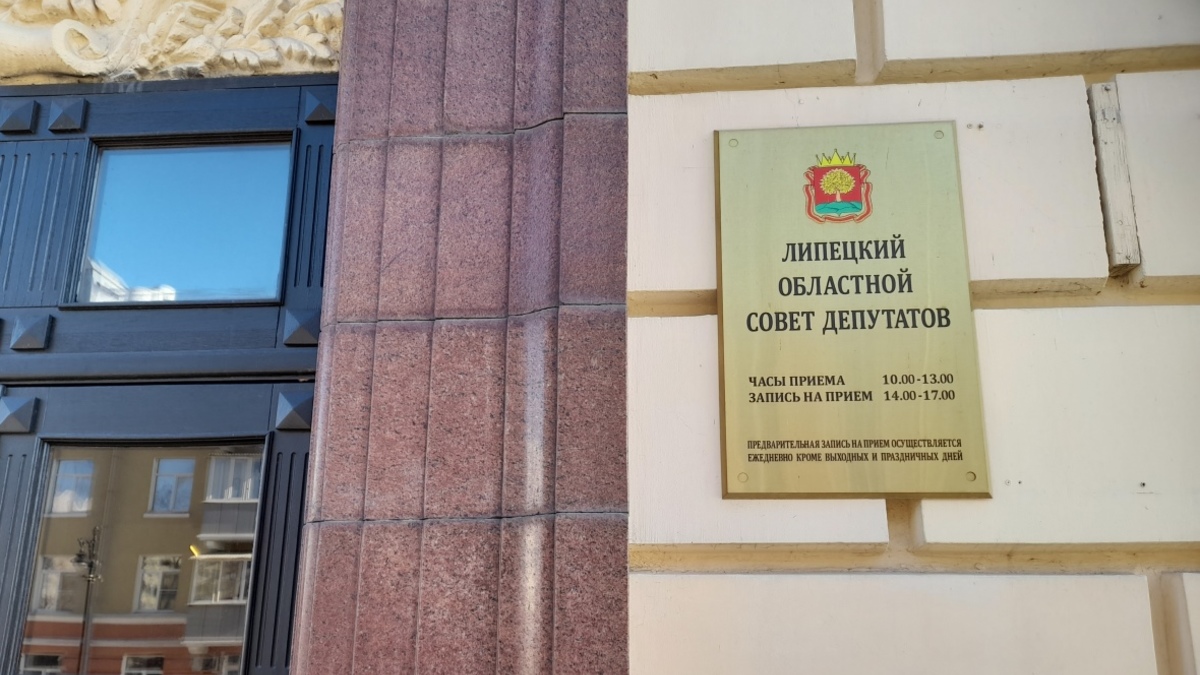 ЛИПЕЦКИЙ
ОБЛАСТНОЙ
СОВЕТ ДЕПУТАТОВ
ЧАСЫ ПРИЕМА 10.00-13.00
ЗАПИСЬ НА ПРИЕМ 14.00-17.00
ПРЕДВАРИТЕЛЬНАЯ ЗАПИСЬ НА ПРИЕМ ОСУЩЕСТВЛЯЕТСЯ
ЕЖЕДНЕВНО КРОМЕ ВЫХОДНЫХ И ПРАЗДНИЧНЫХ ДНЕЙ